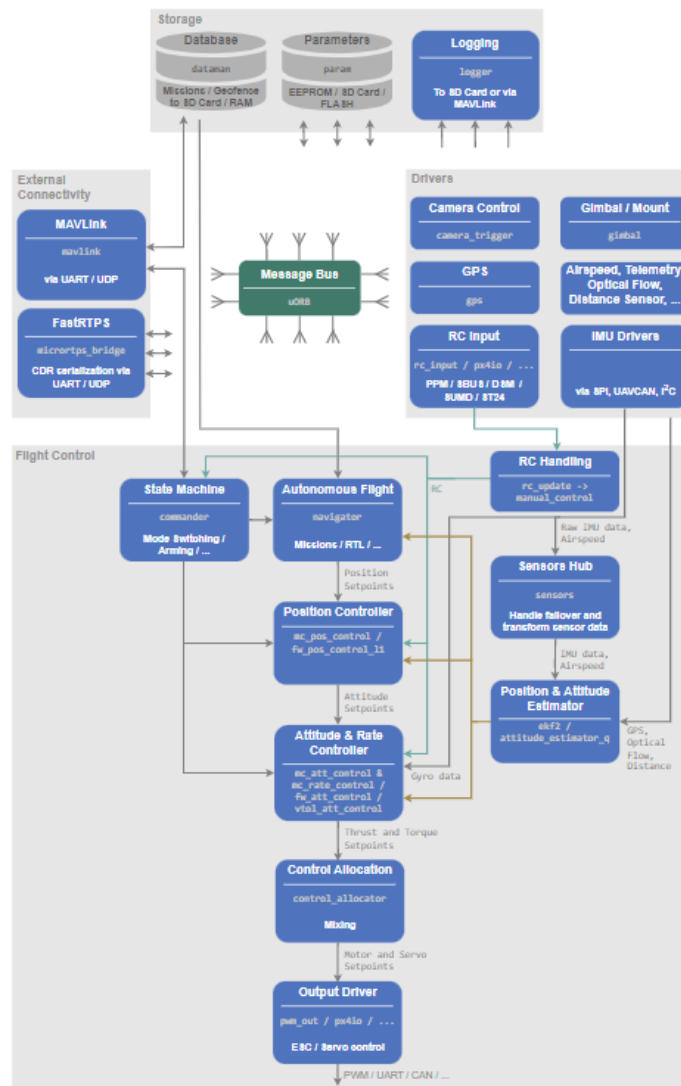 Storage
Database
dataman
Missions / Geofence
to SD Card / RAM
Parameters
param
EEPROM / SD Card /
FLASH
Logging
logger
To SD Card or via
MAVLink
External
Connectivity
MAVLink
mavlink
via UART / UDP
FastRTPS
micrortps_bridge
CDR serialization via
UART / UDP
Message Bus
uORB
Drivers
Camera Control
camera_trigger
Gimbal / Mount
gimbal
GPS
gps
Airspeed, Telemetry,
Optical Flow,
Distance Sensor, ...
RC Input
rc_input / px4io / ...
PPM / SBUS / DSM /
SUMD / ST24
IMU Drivers
via SPI, UAVCAN, I²C
Flight Control
State Machine
commander
Mode Switching /
Arming / ...
Autonomous Flight
navigator
Missions / RTL / ...
RC
RC Handling
rc_update ->
manual_control
Raw IMU data,
Airspeed
Position
Setpoints
Sensors Hub
sensors
Handle failover and
transform sensor data
Position Controller
mc_pos_control /
fw_pos_control_l1
IMU data,
Airspeed
Attitude
Setpoints
Position & Attitude
Estimator
ekf2 /
attitude_estimator_q
GPS,
Optical
Flow,
Distance
Attitude & Rate
Controller
mc_att_control &
mc_rate_control /
fw_att_control /
vtol_att_control
Gyro data
Thrust and Torque
Setpoints
Control Allocation
control_allocator
Mixing
Motor and Servo
Setpoints
Output Driver
pwm_out / px4io / ...
ESC / Servo control
PWM / UART / CAN / ...